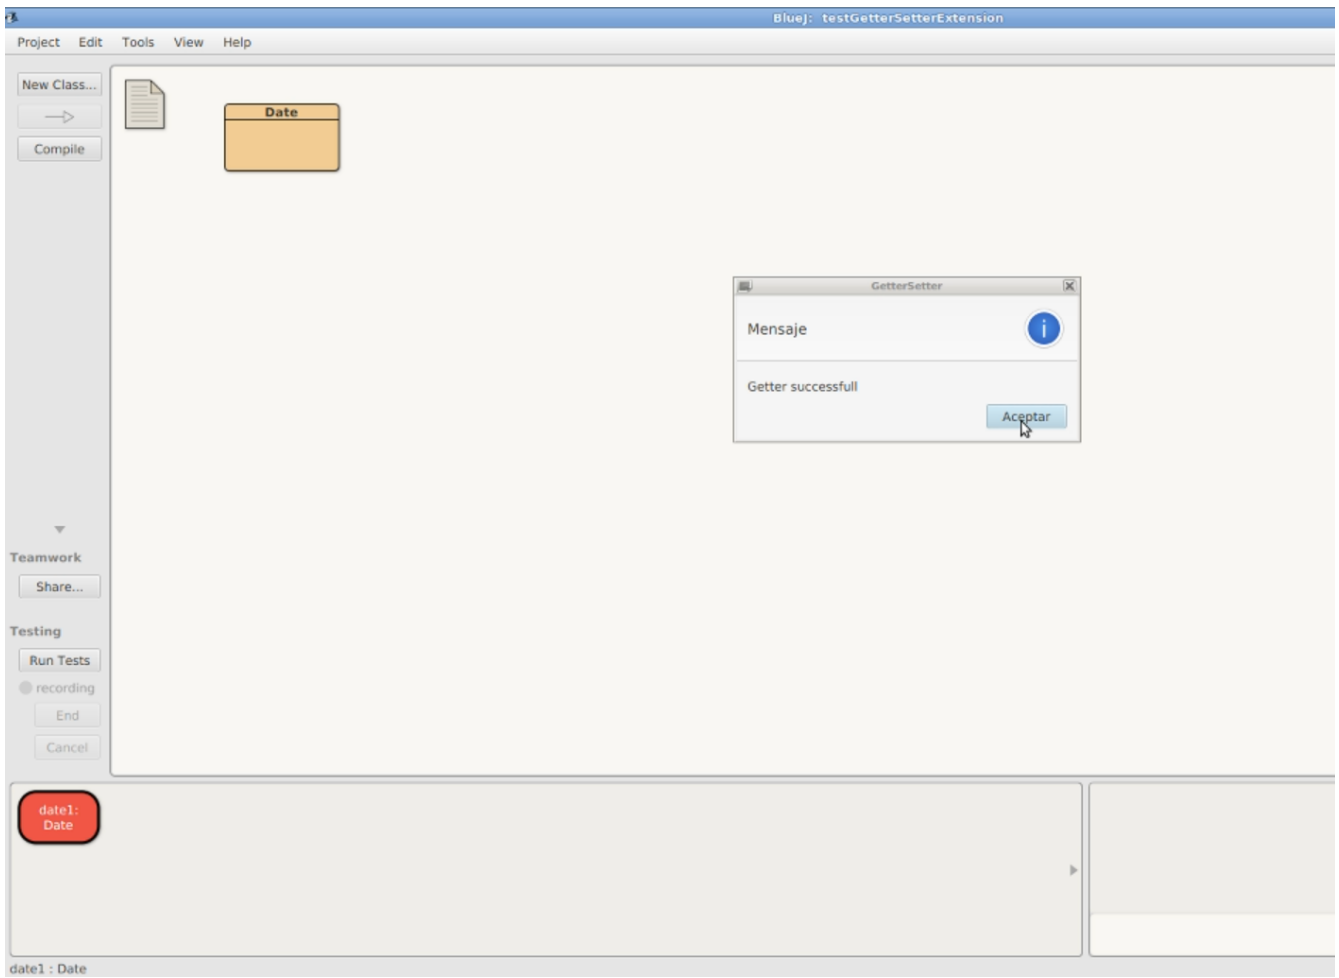 BlueJ: testGetterSetterExtension
Project Edit Tools View Help
New Class...
Compile
Date
GetterSetter
Mensaje
Getter successfull
Aceptar
Teamwork
Share...
Testing
Run Tests
recording
End
Cancel
date1:
Date
date1 : Date